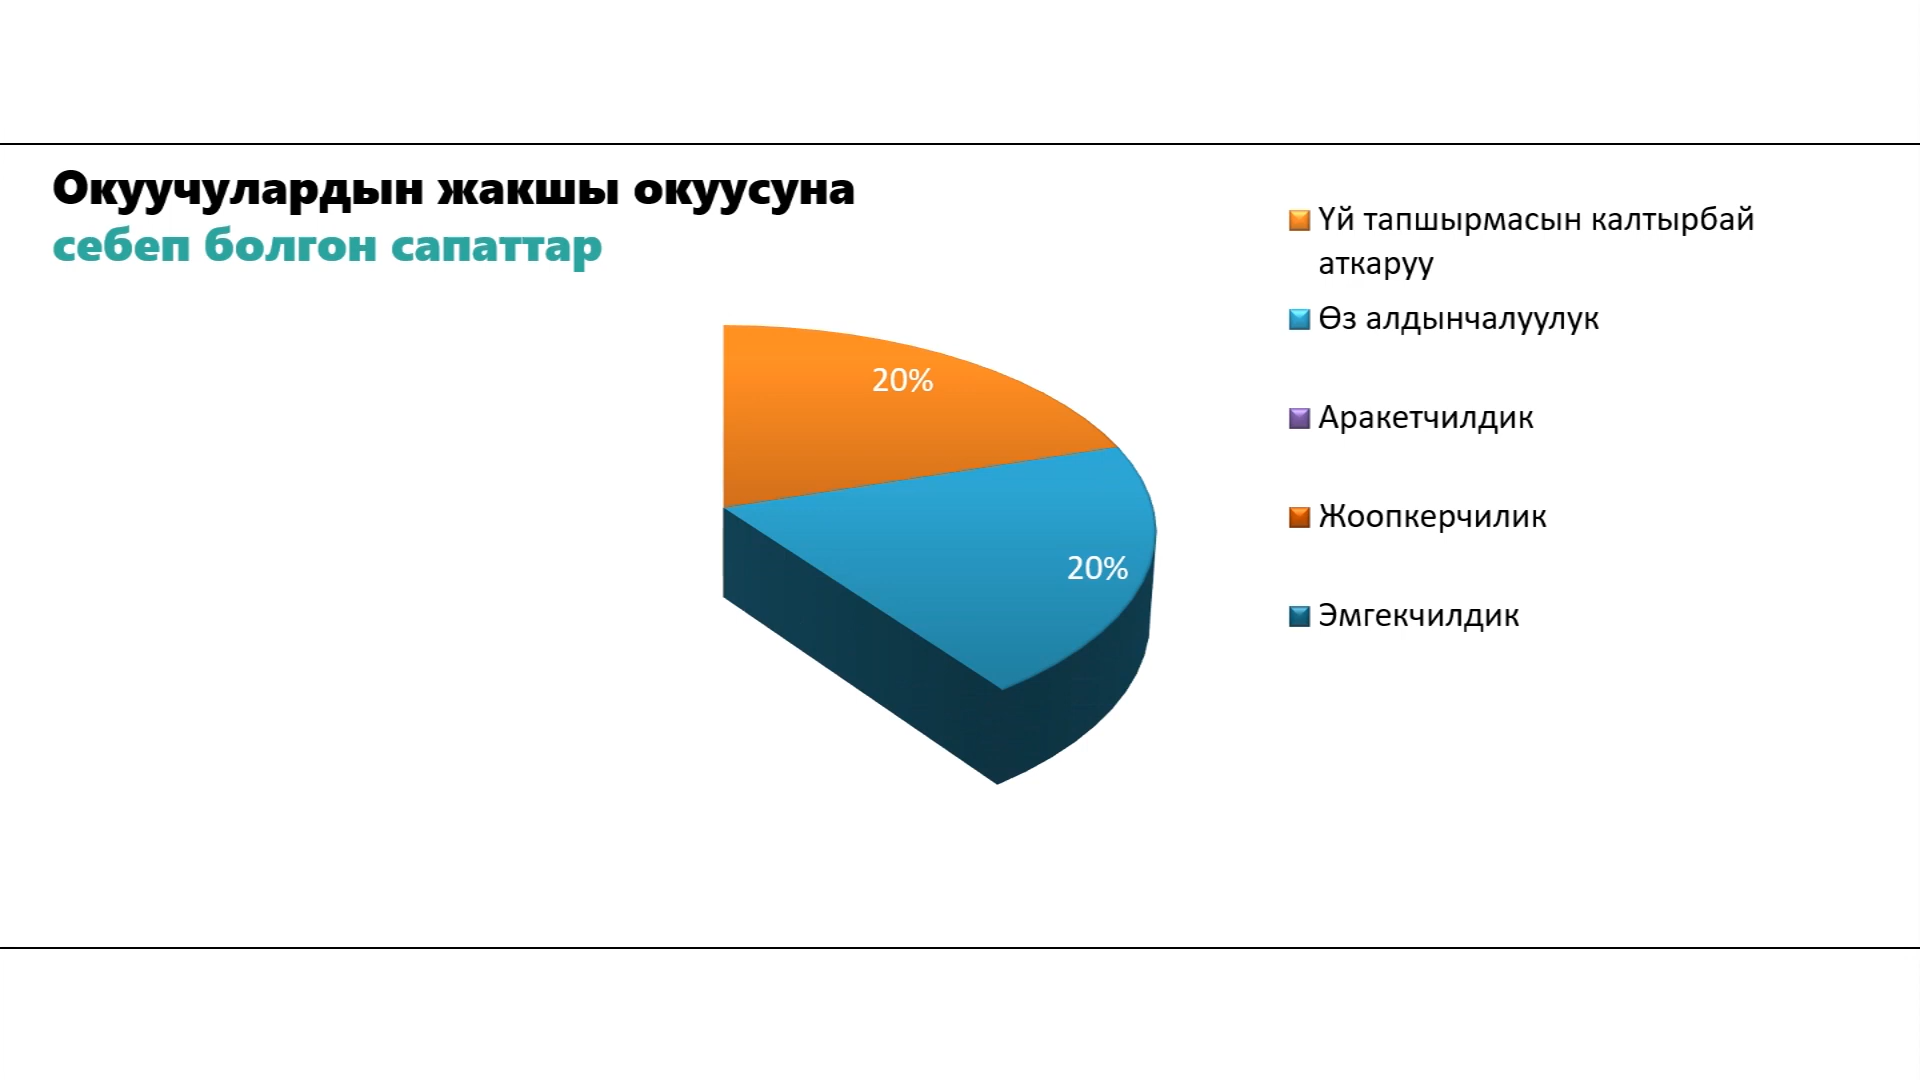 Окуучулардын жакшы окуусуна
себеп болгон сапаттар
Үй тапшырмасын калтырбай
аткаруу
Өз алдынчалуулук
Аракетчилдик
Жоопкерчилик
Эмгекчилдик
20%
20%